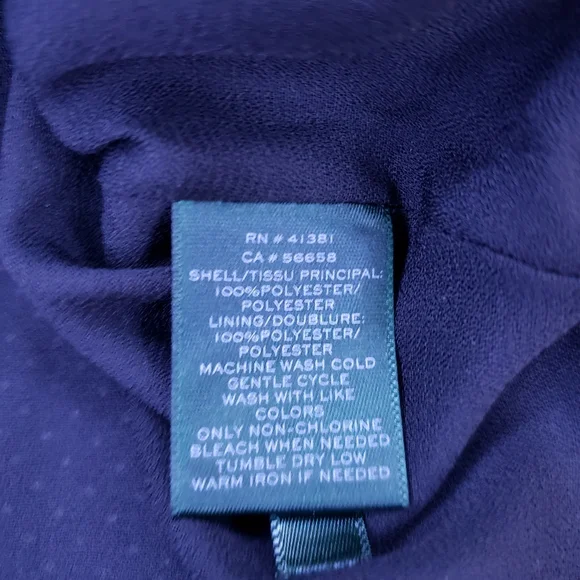 RN # 41381
CA # 56658
SHELL/TISSU PRINCIPAL:
100%POLYESTER/
POLYESTER
LINING/DOUBLURE:
100%POLYESTER/
POLYESTER
MACHINE WASH COLD
GENTLE CYCLE
WASH WITH LIKE
COLORS
ONLY NON-CHLORINE
BLEACH WHEN NEEDED
TUMBLE DRY LOW
WARM IRON IF NEEDED